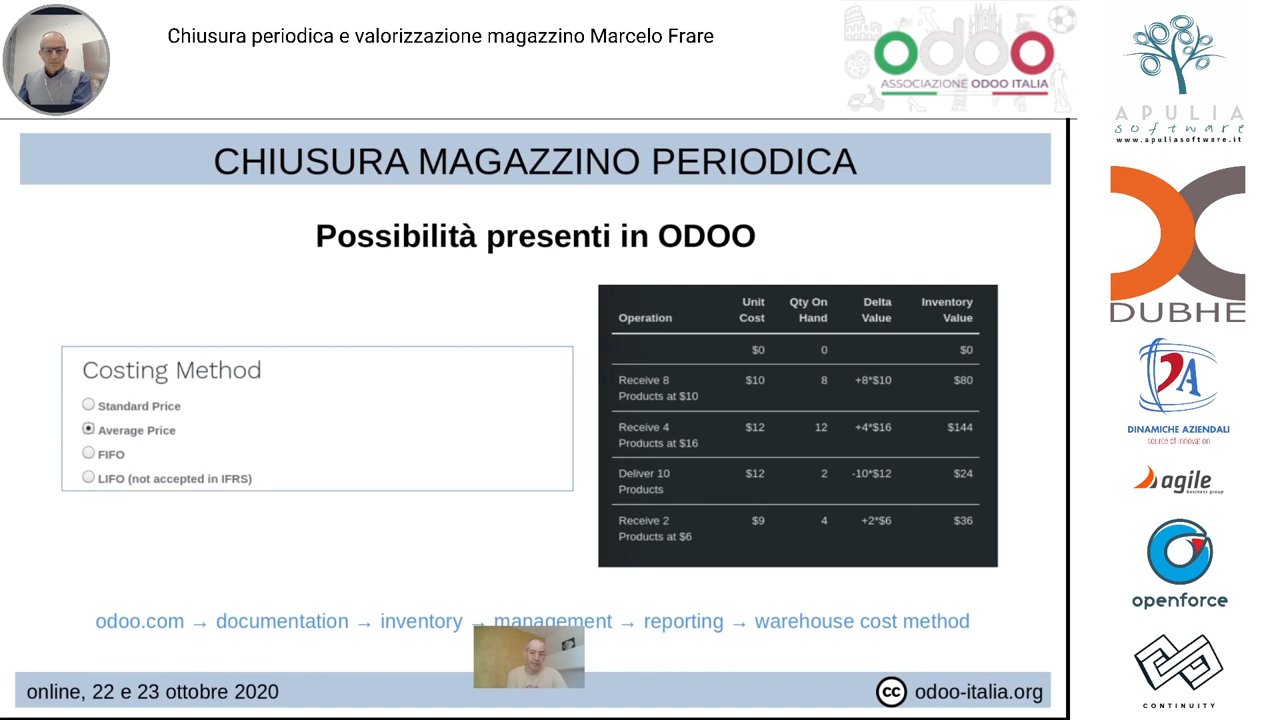 Chiusura periodica e valorizzazione magazzino Marcelo Frare
odoo
ASSOCIAZIONE ODOO ITALIA
APULIA
software
www.apuliasoftware.it
CHIUSURA MAGAZZINO PERIODICA
Possibilità presenti in ODOO
Costing Method
Standard Price
Average Price
FIFO
LIFO (not accepted in IFRS)
Operation Unit Cost Qty On Hand Delta Value Inventory Value
$0 0 $0
Receive 8 Products at $10 $10 8 +8*$10 $80
Receive 4 Products at $16 $12 12 +4*$16 $144
Deliver 10 Products $12 2 -10*$12 $24
Receive 2 Products at $6 $9 4 +2*$6 $36
odoo.com → documentation → inventory → management → reporting → warehouse cost method
online, 22 e 23 ottobre 2020
cc odoo-italia.org
DUBHE
DA
DINAMICHE AZIENDALI
source of innovation
agile
business group
openforce
CONTINUITY